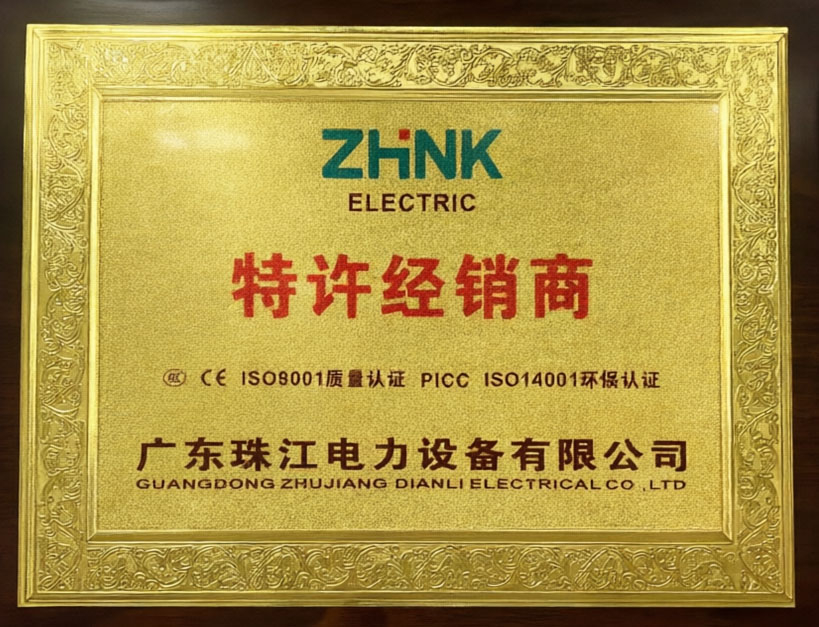 ZHNK
ELECTRIC
特许经销商
CCC CE ISO9001质量认证 PICC ISO14001环保认证
广东珠江电力设备有限公司
GUANGDONG ZHUJIANG DIANLI ELECTRICAL CO .,LTD